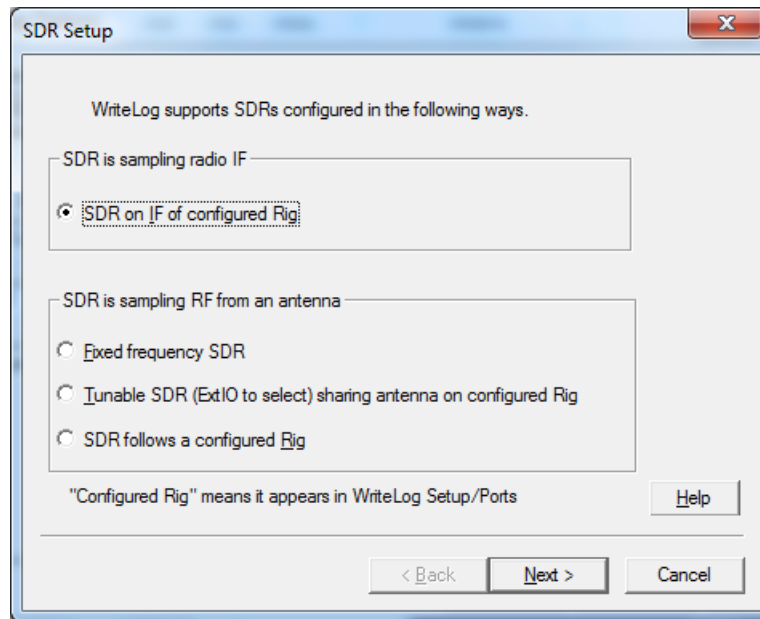 SDR Setup
WriteLog supports SDRs configured in the following ways.
SDR is sampling radio IF
SDR on IF of configured Rig
SDR is sampling RF from an antenna
Fixed frequency SDR
Tunable SDR (ExtIO to select) sharing antenna on configured Rig
SDR follows a configured Rig
"Configured Rig" means it appears in WriteLog Setup/Ports
Help
< Back Next > Cancel